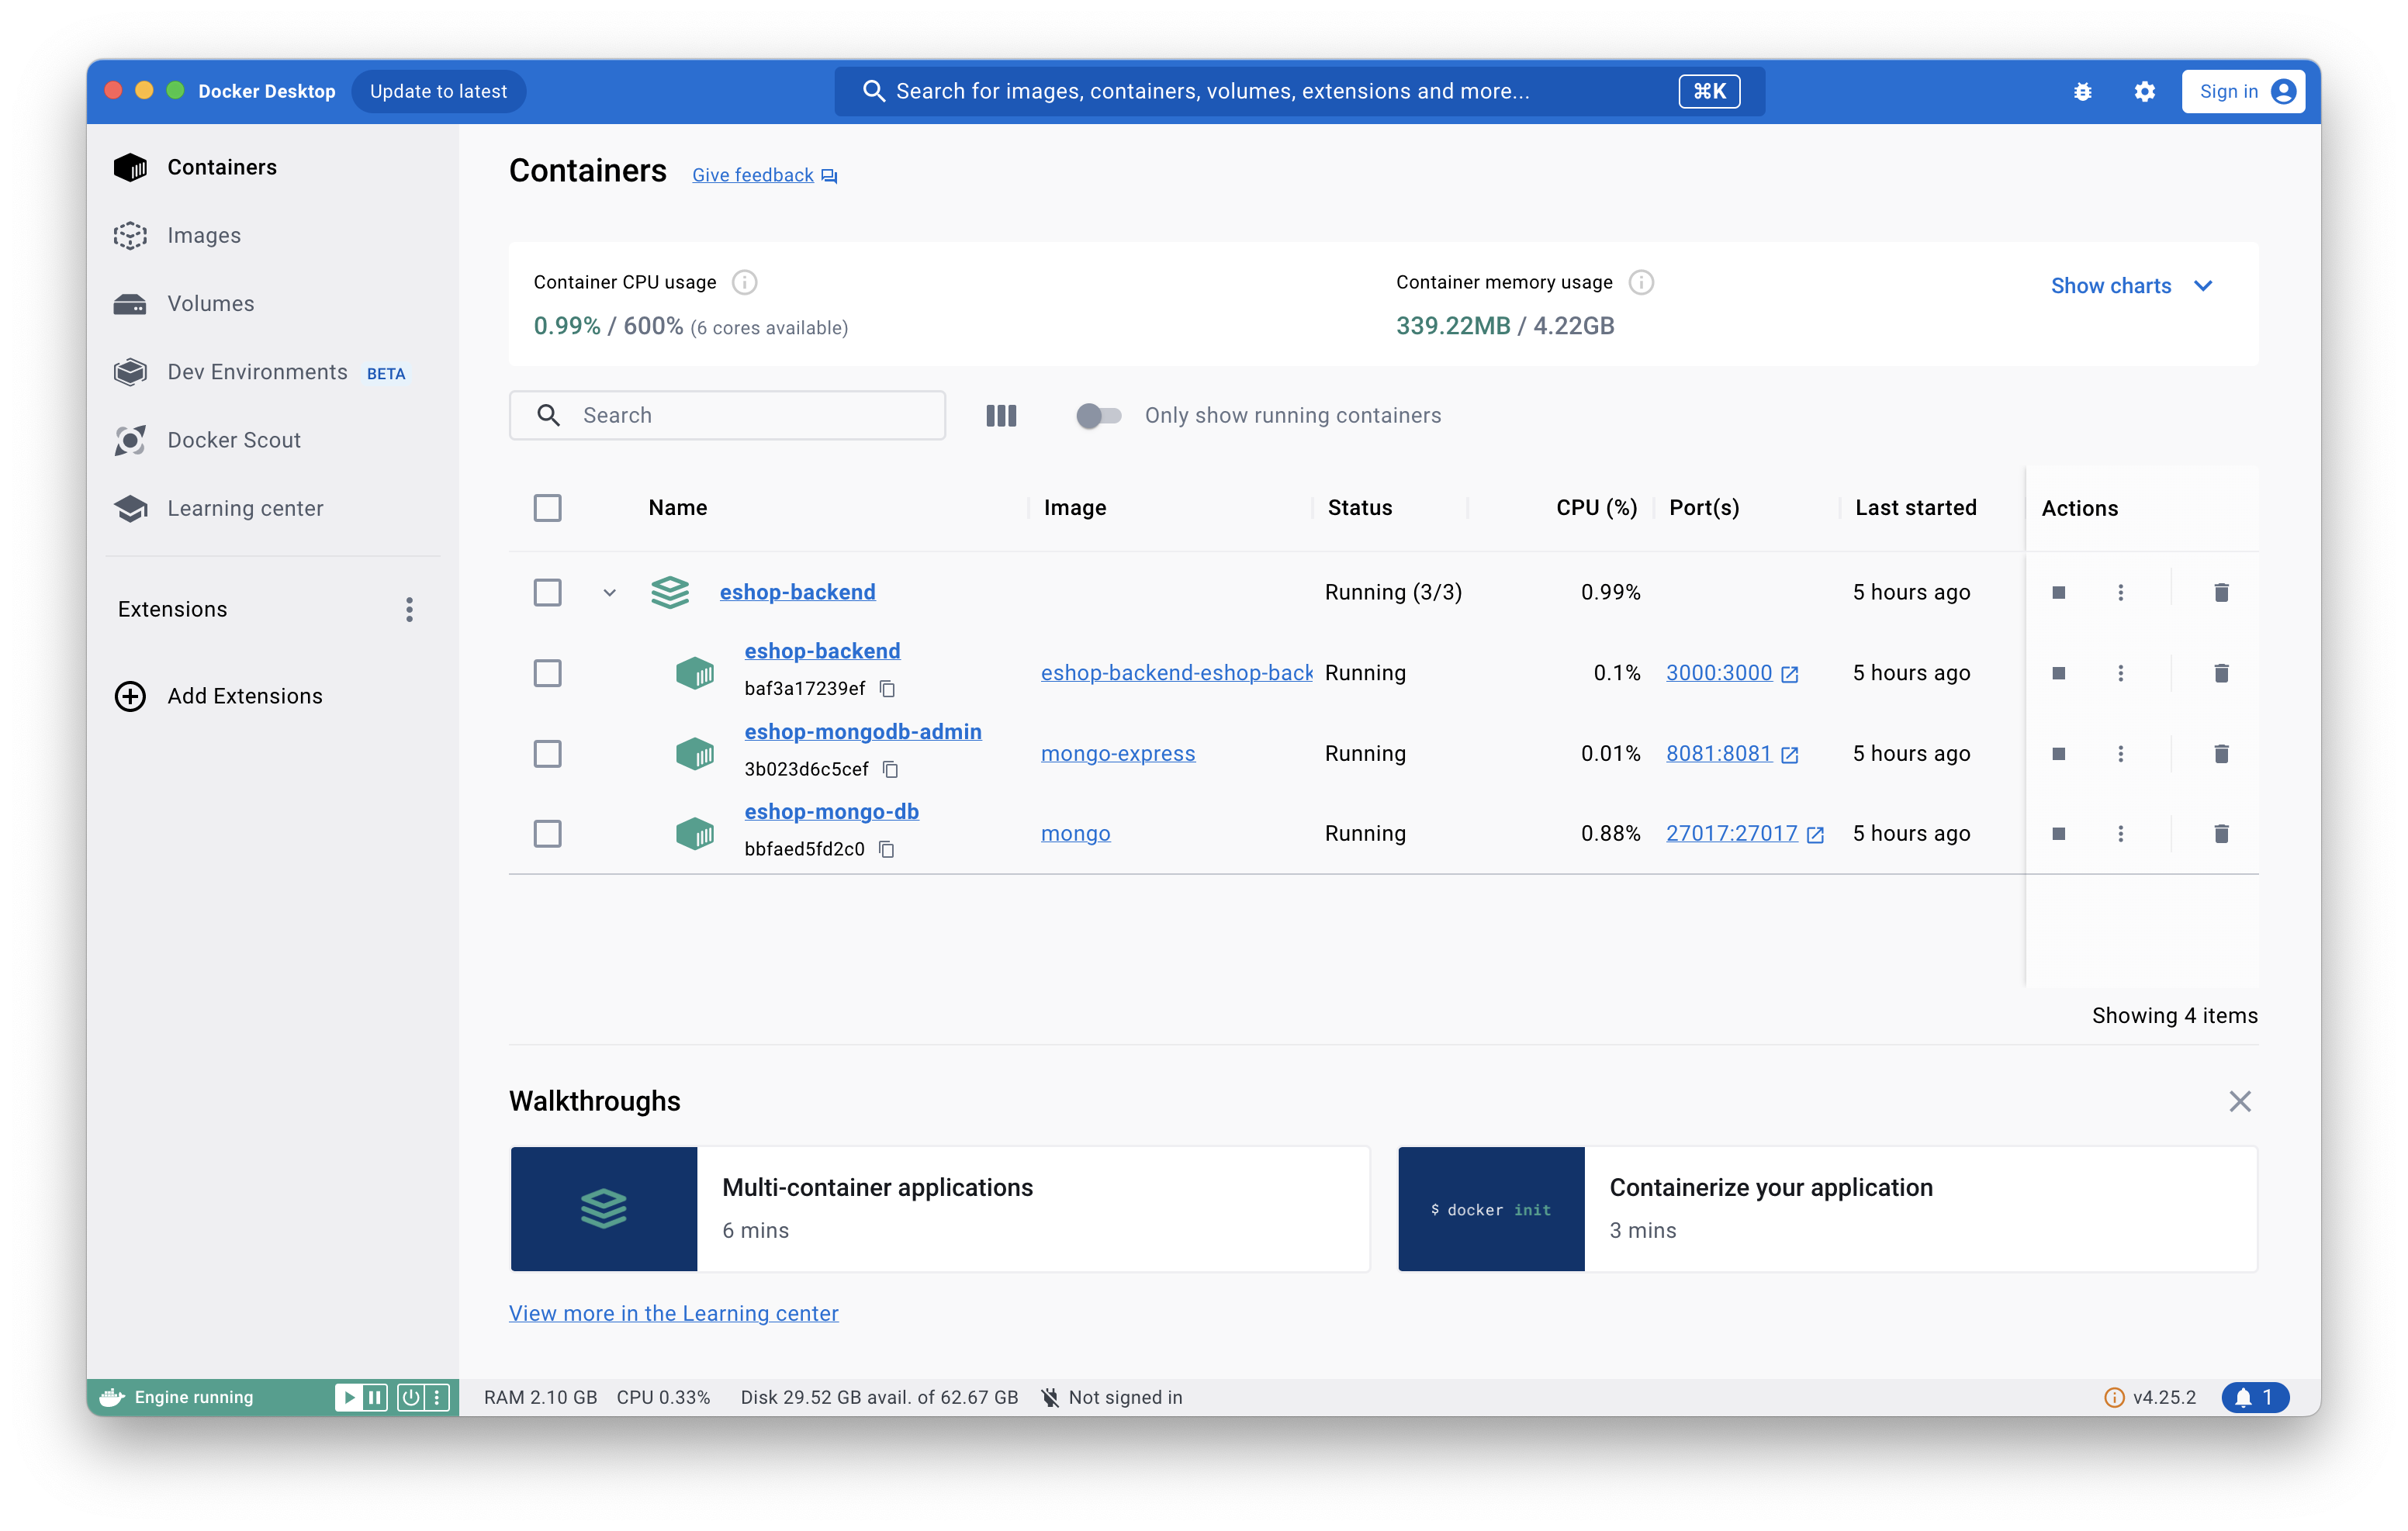 Docker Desktop
Update to latest
Search for images, containers, volumes, extensions and more...
⌘K
Sign in
Containers
Images
Volumes
Dev Environments BETA
Docker Scout
Learning center
Extensions
Add Extensions
Containers
Give feedback
Container CPU usage
0.99% / 600% (6 cores available)
Container memory usage
339.22MB / 4.22GB
Show charts
Search
Only show running containers
Name Image Status CPU (%) Port(s) Last started Actions
eshop-backend Running (3/3) 0.99% 5 hours ago
eshop-backend
baf3a17239ef
eshop-backend-eshop-back Running 0.1% 3000:3000 5 hours ago
eshop-mongodb-admin
3b023d6c5cef
mongo-express Running 0.01% 8081:8081 5 hours ago
eshop-mongo-db
bbfaed5fd2c0
mongo Running 0.88% 27017:27017 5 hours ago
Showing 4 items
Walkthroughs
Multi-container applications
6 mins
$ docker init
Containerize your application
3 mins
View more in the Learning center
Engine running
RAM 2.10 GB CPU 0.33% Disk 29.52 GB avail. of 62.67 GB Not signed in
v4.25.2
1